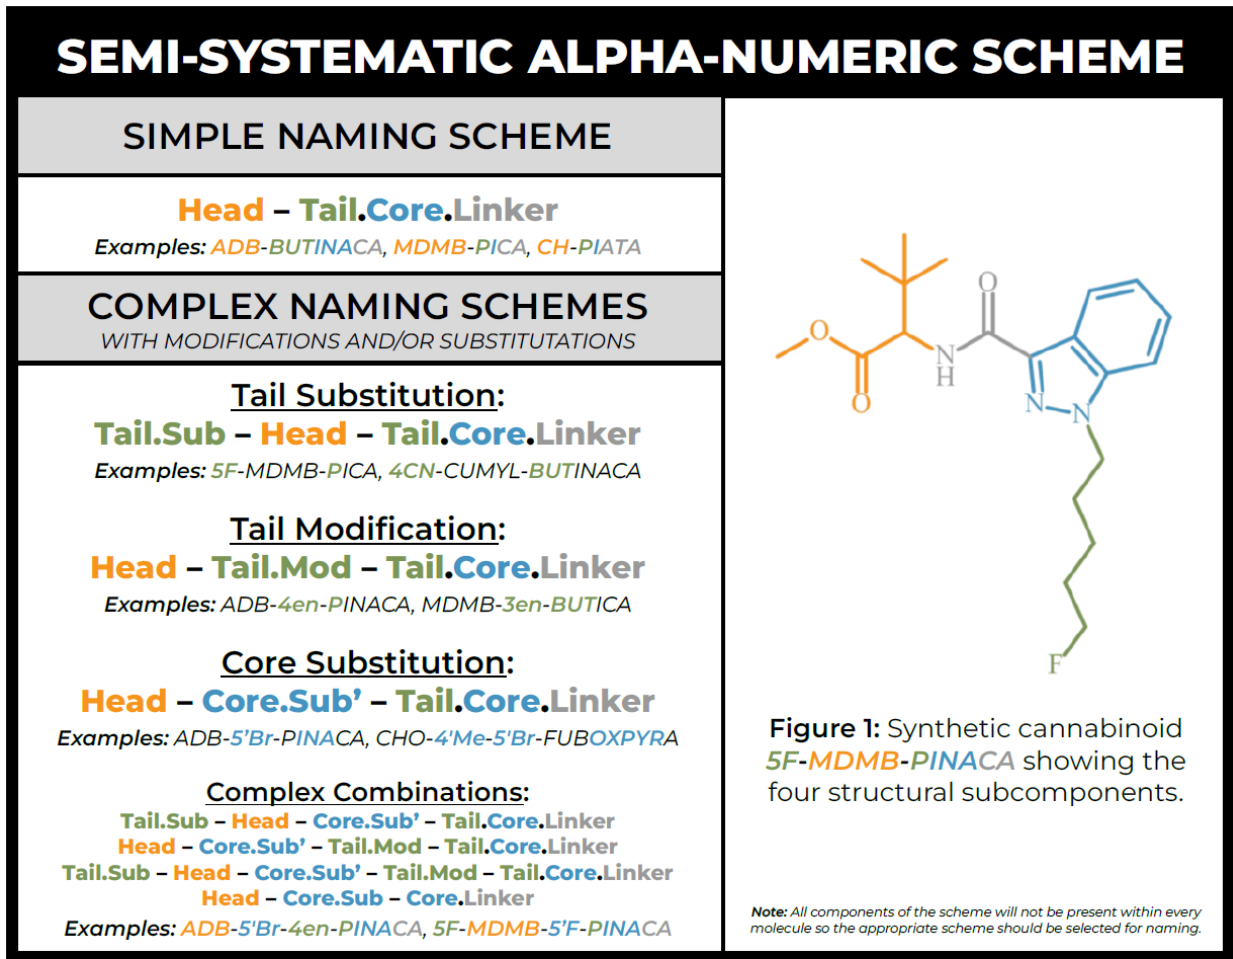 SEMI-SYSTEMATIC ALPHA-NUMERIC SCHEME
SIMPLE NAMING SCHEME
Head – Tail.Core.Linker
Examples: ADB-BUTINACA, MDMB-PICA, CH-PIATA
COMPLEX NAMING SCHEMES
WITH MODIFICATIONS AND/OR SUBSTITUTATIONS
Tail Substitution:
Tail.Sub – Head – Tail.Core.Linker
Examples: 5F-MDMB-PICA, 4CN-CUMYL-BUTINACA
Tail Modification:
Head – Tail.Mod – Tail.Core.Linker
Examples: ADB-4en-PINACA, MDMB-3en-BUTICA
Core Substitution:
Head – Core.Sub’ – Tail.Core.Linker
Examples: ADB-5’Br-PINACA, CHO-4'Me-5'Br-FUBOXPYRA
Complex Combinations:
Tail.Sub – Head – Core.Sub’ – Tail.Core.Linker
Head – Core.Sub’ – Tail.Mod – Tail.Core.Linker
Tail.Sub – Head – Core.Sub’ – Tail.Mod – Tail.Core.Linker
Head – Core.Sub – Core.Linker
Examples: ADB-5'Br-4en-PINACA, 5F-MDMB-5’F-PINACA
O
O
O
N
H
N
N
F
Figure 1: Synthetic cannabinoid
5F-MDMB-PINACA showing the
four structural subcomponents.
Note: All components of the scheme will not be present within every
molecule so the appropriate scheme should be selected for naming.